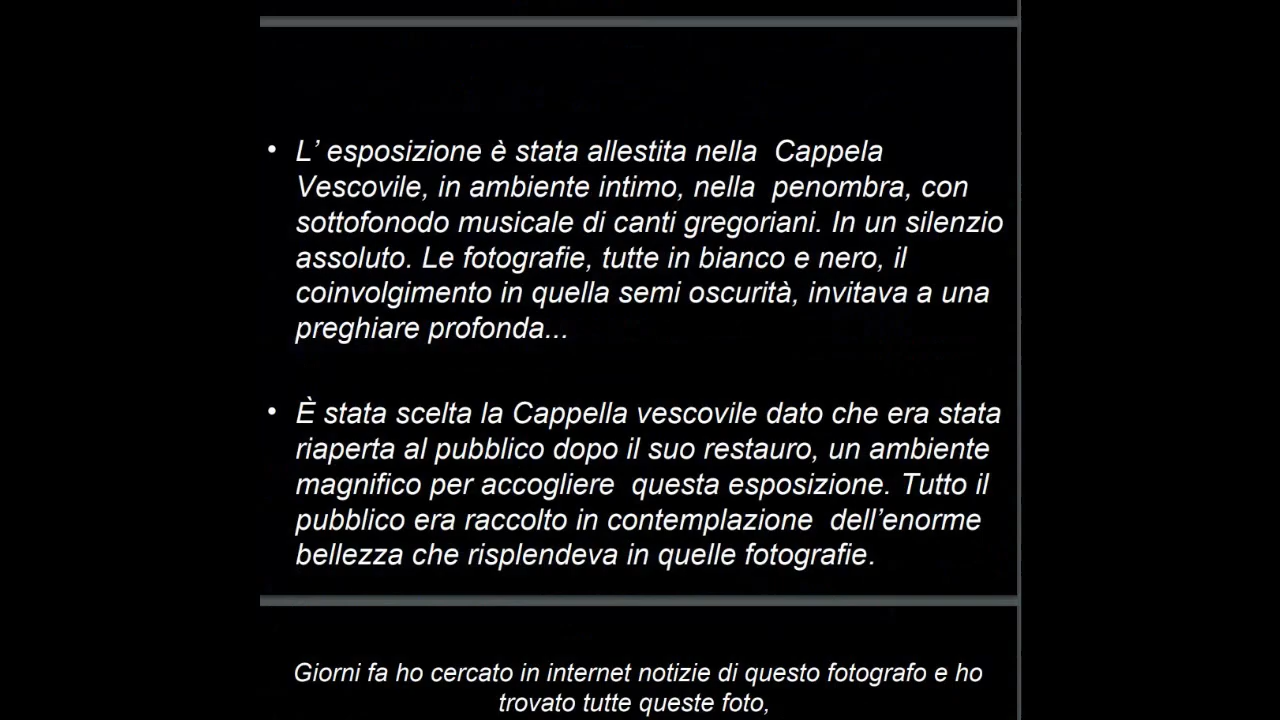 • L’ esposizione è stata allestita nella Cappela
Vescovile, in ambiente intimo, nella penombra, con
sottofonodo musicale di canti gregoriani. In un silenzio
assoluto. Le fotografie, tutte in bianco e nero, il
coinvolgimento in quella semi oscurità, invitava a una
preghiare profonda...
• È stata scelta la Cappella vescovile dato che era stata
riaperta al pubblico dopo il suo restauro, un ambiente
magnifico per accogliere questa esposizione. Tutto il
pubblico era raccolto in contemplazione dell’enorme
bellezza che risplendeva in quelle fotografie.
Giorni fa ho cercato in internet notizie di questo fotografo e ho
trovato tutte queste foto,